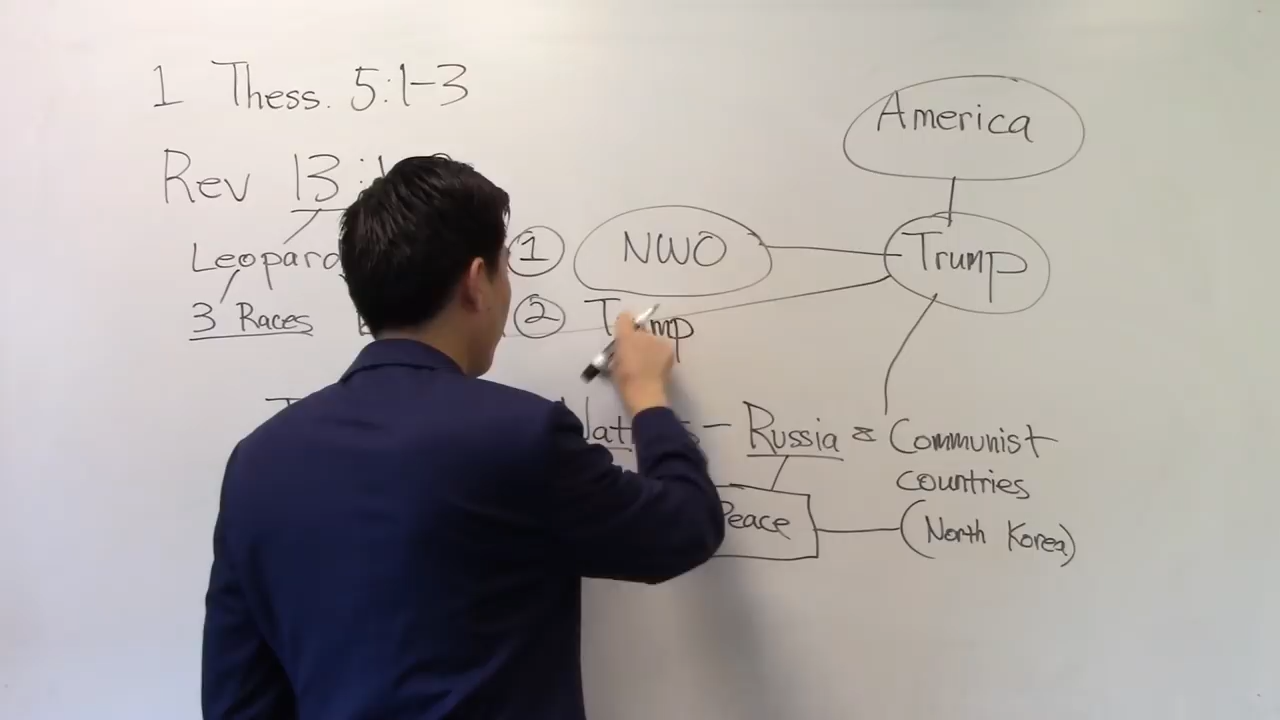 1 Thess. 5:1-3
America
Rev 13:
Leopard
① NWO
Trump
3 Races
② Trump
- Russia & Communist
countries
Peace
(North Korea)